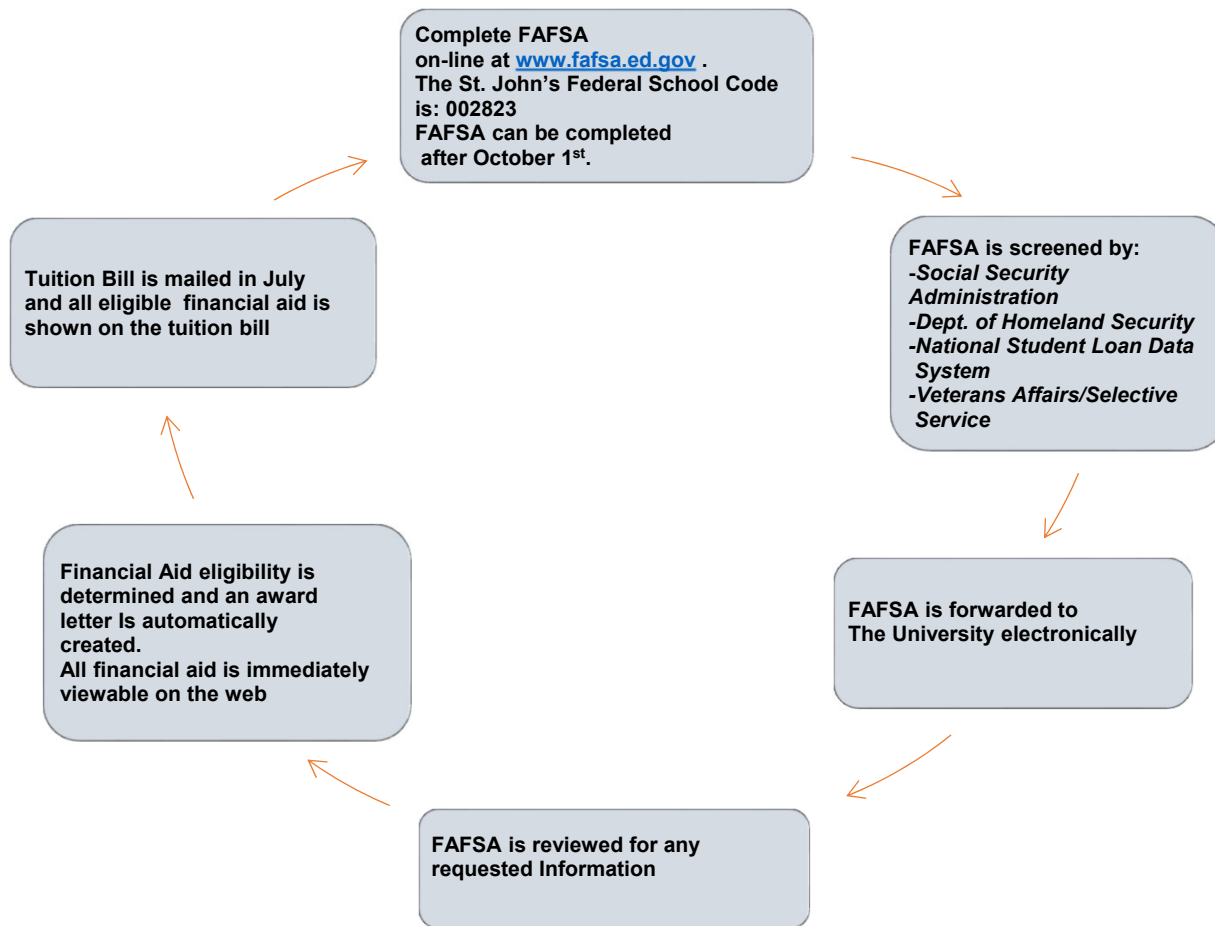 Complete FAFSA
on-line at www.fafsa.ed.gov .
The St. John’s Federal School Code
is: 002823
FAFSA can be completed
after October 1st.
FAFSA is screened by:
-Social Security
Administration
-Dept. of Homeland Security
-National Student Loan Data
System
-Veterans Affairs/Selective
Service
FAFSA is forwarded to
The University electronically
FAFSA is reviewed for any
requested Information
Financial Aid eligibility is
determined and an award
letter Is automatically
created.
All financial aid is immediately
viewable on the web
Tuition Bill is mailed in July
and all eligible financial aid is
shown on the tuition bill